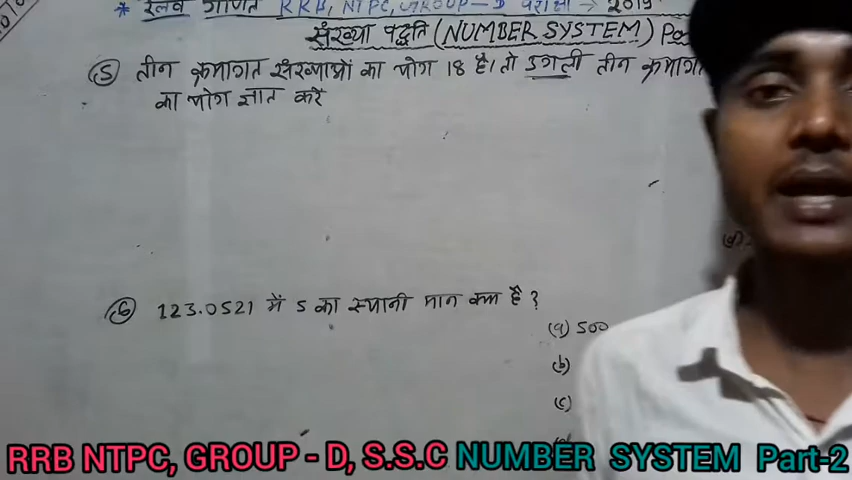 * रेलवे गणित RRB, NTPC, GROUP-D परीक्षा → 2019
संख्या पद्धति (NUMBER SYSTEM)
(5) तीन क्रमागत संख्याओं का योग 18 है। तो अगली तीन क्रमागत
का योग ज्ञात करें
(6) 123.0521 में 5 का स्थानी मान क्या है ?
(a) 500
(b)
(c)
RRB NTPC, GROUP - D, S.S.C NUMBER SYSTEM Part-2